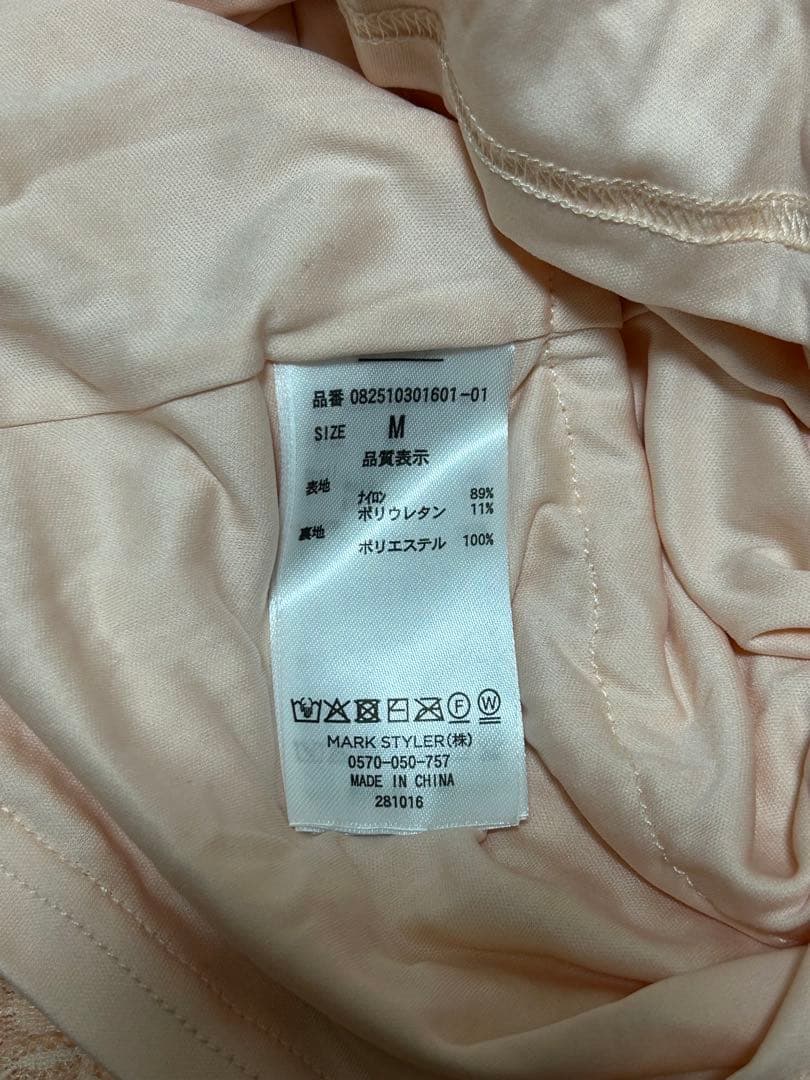 品番 082510301601-01
SIZE M
品質表示
表地
ナイロン 89%
ポリウレタン 11%
裏地
ポリエステル 100%
F W
MARK STYLER(株)
0570-050-757
MADE IN CHINA
281016